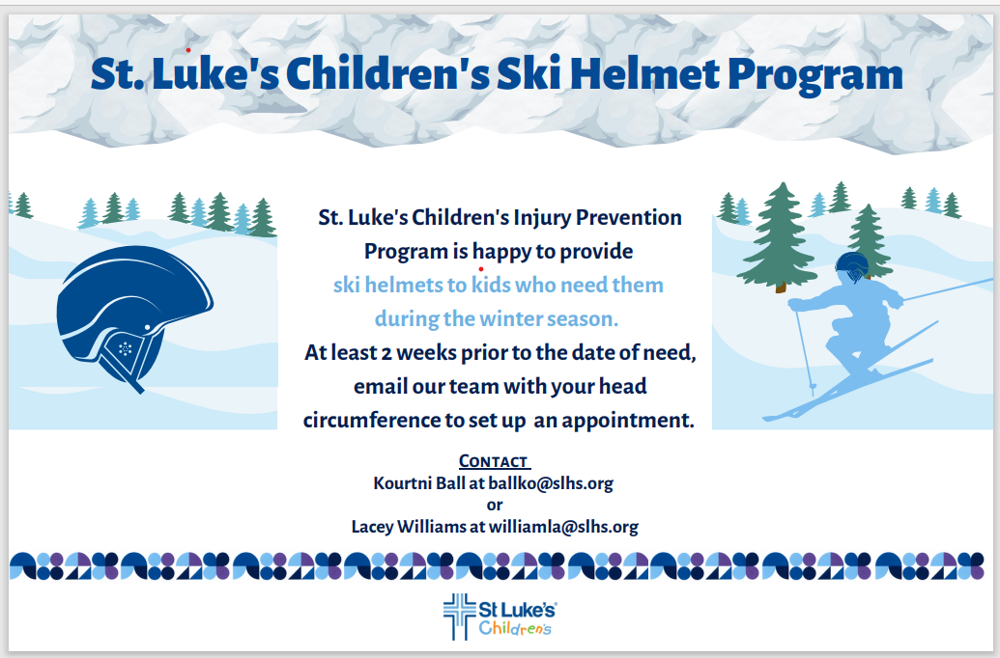 St. Luke's Children's Ski Helmet Program
St. Luke's Children's Injury Prevention
Program is happy to provide
ski helmets to kids who need them
during the winter season.
At least 2 weeks prior to the date of need,
email our team with your head
circumference to set up  an appointment.
Contact
Kourtni Ball at ballko@slhs.org
or
Lacey Williams at williamla@slhs.org
St Luke's®
Children's